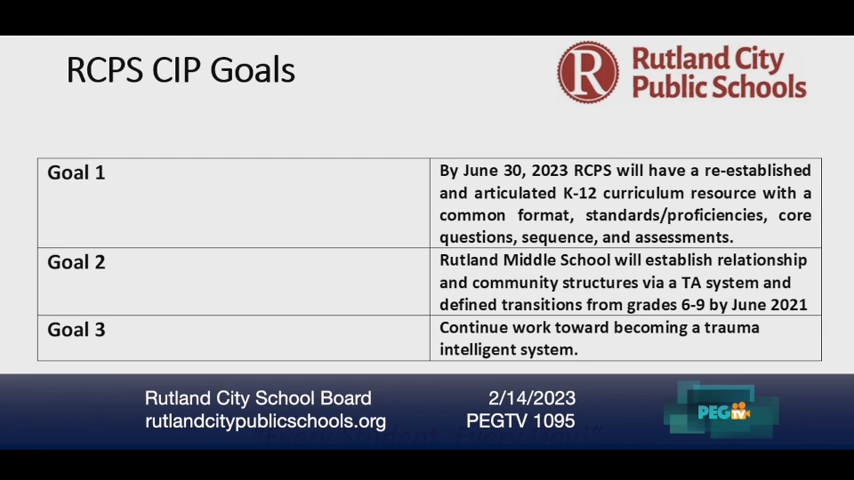 RCPS CIP Goals
R
Rutland City
Public Schools
Goal 1
By June 30, 2023 RCPS will have a re-established
and articulated K-12 curriculum resource with a
common format, standards/proficiencies, core
questions, sequence, and assessments.
Goal 2
Rutland Middle School will establish relationship
and community structures via a TA system and
defined transitions from grades 6-9 by June 2021
Goal 3
Continue work toward becoming a trauma
intelligent system.
Rutland City School Board
2/14/2023
rutlandcitypublicschools.org
PEGTV 1095
PEGTV